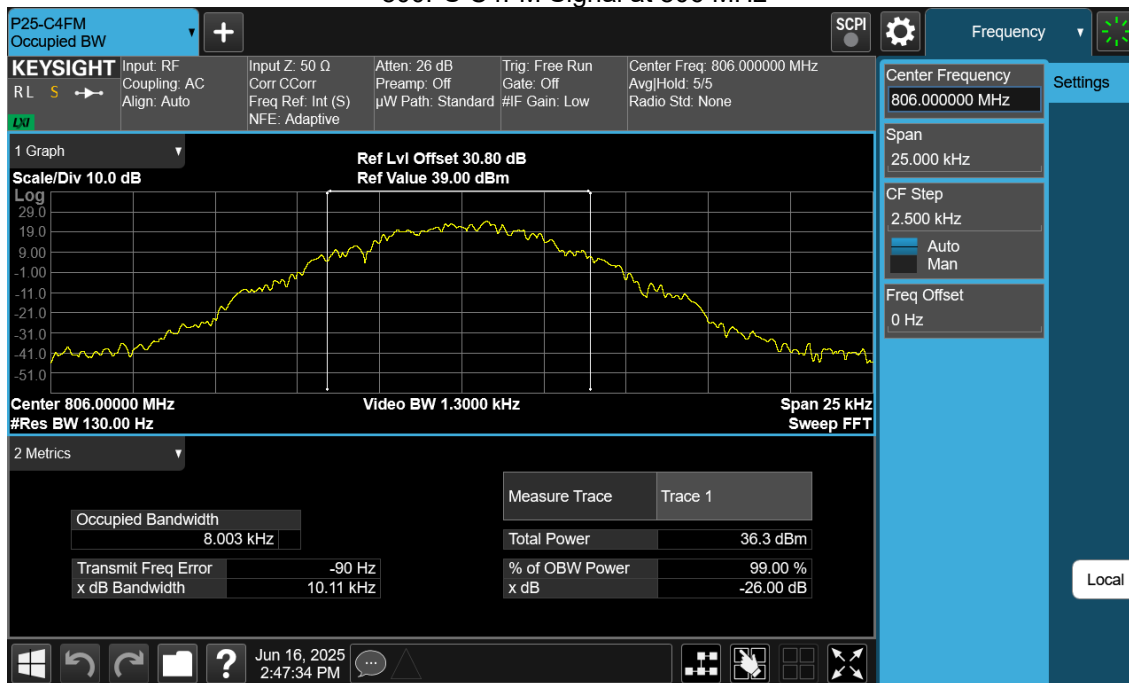 P25-C4FM
Occupied BW
+
SCPI
Frequency
KEYSIGHT
R L S
LXI
Input: RF
Coupling: AC
Align: Auto
Input Z: 50 Ω
Corr CCorr
Freq Ref: Int (S)
NFE: Adaptive
Atten: 26 dB
Preamp: Off
µW Path: Standard
Trig: Free Run
Gate: Off
#IF Gain: Low
Center Freq: 806.000000 MHz
Avg|Hold: 5/5
Radio Std: None
Center Frequency
806.000000 MHz
Settings
Span
25.000 kHz
CF Step
2.500 kHz
Auto
Man
Freq Offset
0 Hz
Local
1 Graph
Scale/Div 10.0 dB
Ref Lvl Offset 30.80 dB
Ref Value 39.00 dBm
Log
29.0
19.0
9.00
-1.00
-11.0
-21.0
-31.0
-41.0
-51.0
Center 806.00000 MHz
#Res BW 130.00 Hz
Video BW 1.3000 kHz
Span 25 kHz
Sweep FFT
2 Metrics
Measure Trace Trace 1
Occupied Bandwidth
8.003 kHz
Total Power 36.3 dBm
Transmit Freq Error -90 Hz
% of OBW Power 99.00 %
x dB Bandwidth 10.11 kHz
x dB -26.00 dB
?
Jun 16, 2025
2:47:34 PM